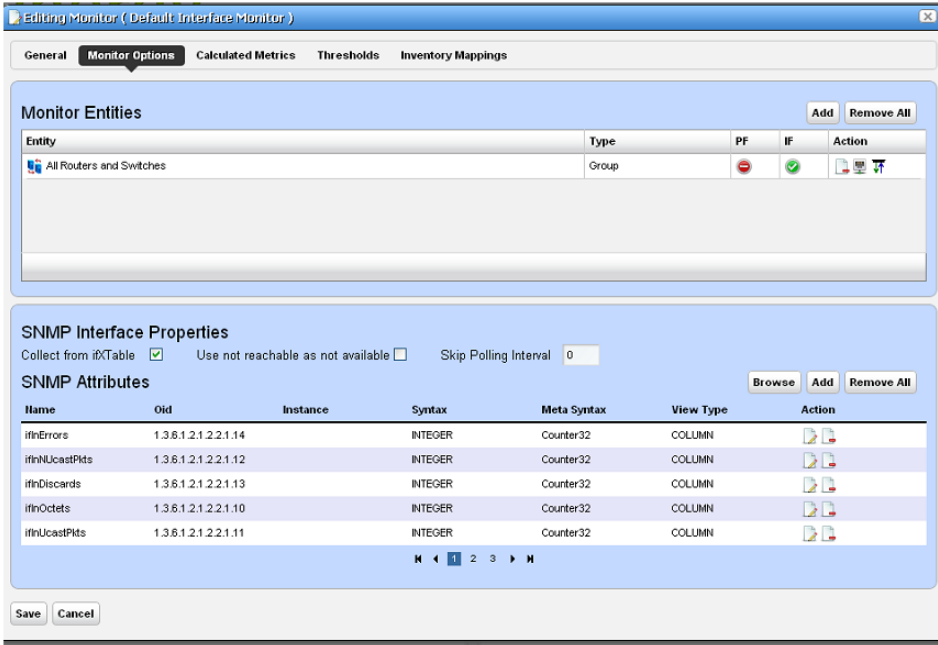 Editing Monitor ( Default Interface Monitor )
General Monitor Options Calculated Metrics Thresholds Inventory Mappings
Monitor Entities Add Remove All
Entity Type PF IF Action
All Routers and Switches Group
SNMP Interface Properties
Collect from ifXTable Use not reachable as not available Skip Polling Interval 0
SNMP Attributes Browse Add Remove All
Name Oid Instance Syntax Meta Syntax View Type Action
ifInErrors 1.3.6.1.2.1.2.2.1.14 INTEGER Counter32 COLUMN
ifInNUcastPkts 1.3.6.1.2.1.2.2.1.12 INTEGER Counter32 COLUMN
ifInDiscards 1.3.6.1.2.1.2.2.1.13 INTEGER Counter32 COLUMN
ifInOctets 1.3.6.1.2.1.2.2.1.10 INTEGER Counter32 COLUMN
ifInUcastPkts 1.3.6.1.2.1.2.2.1.11 INTEGER Counter32 COLUMN
1 2 3
Save Cancel